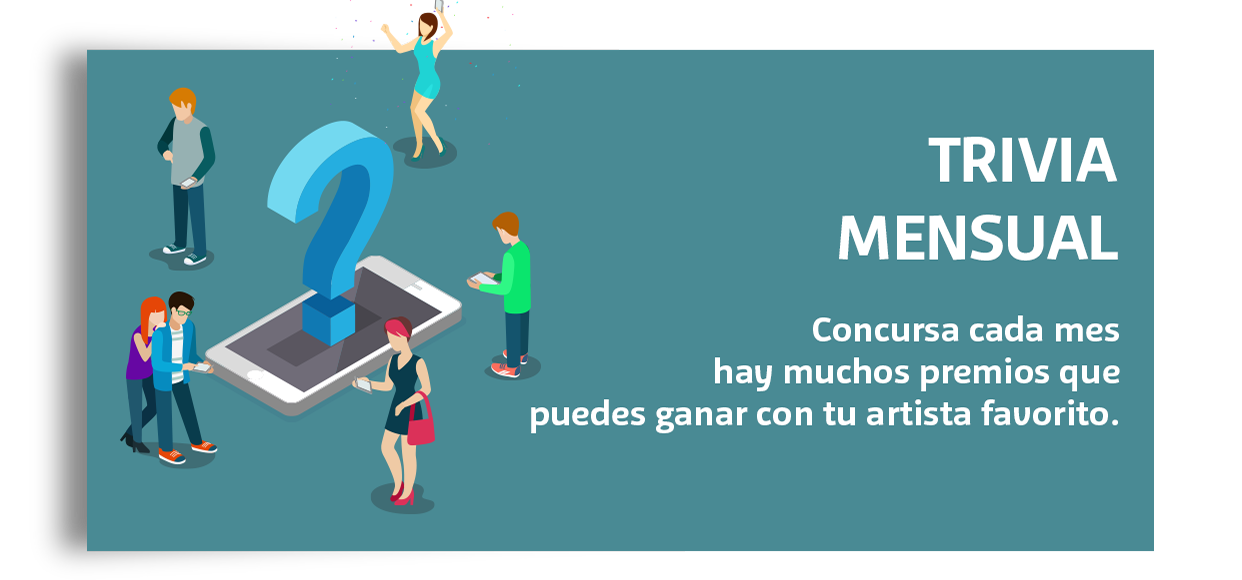 TRIVIA
MENSUAL
Concursa cada mes
hay muchos premios que
puedes ganar con tu artista favorito.